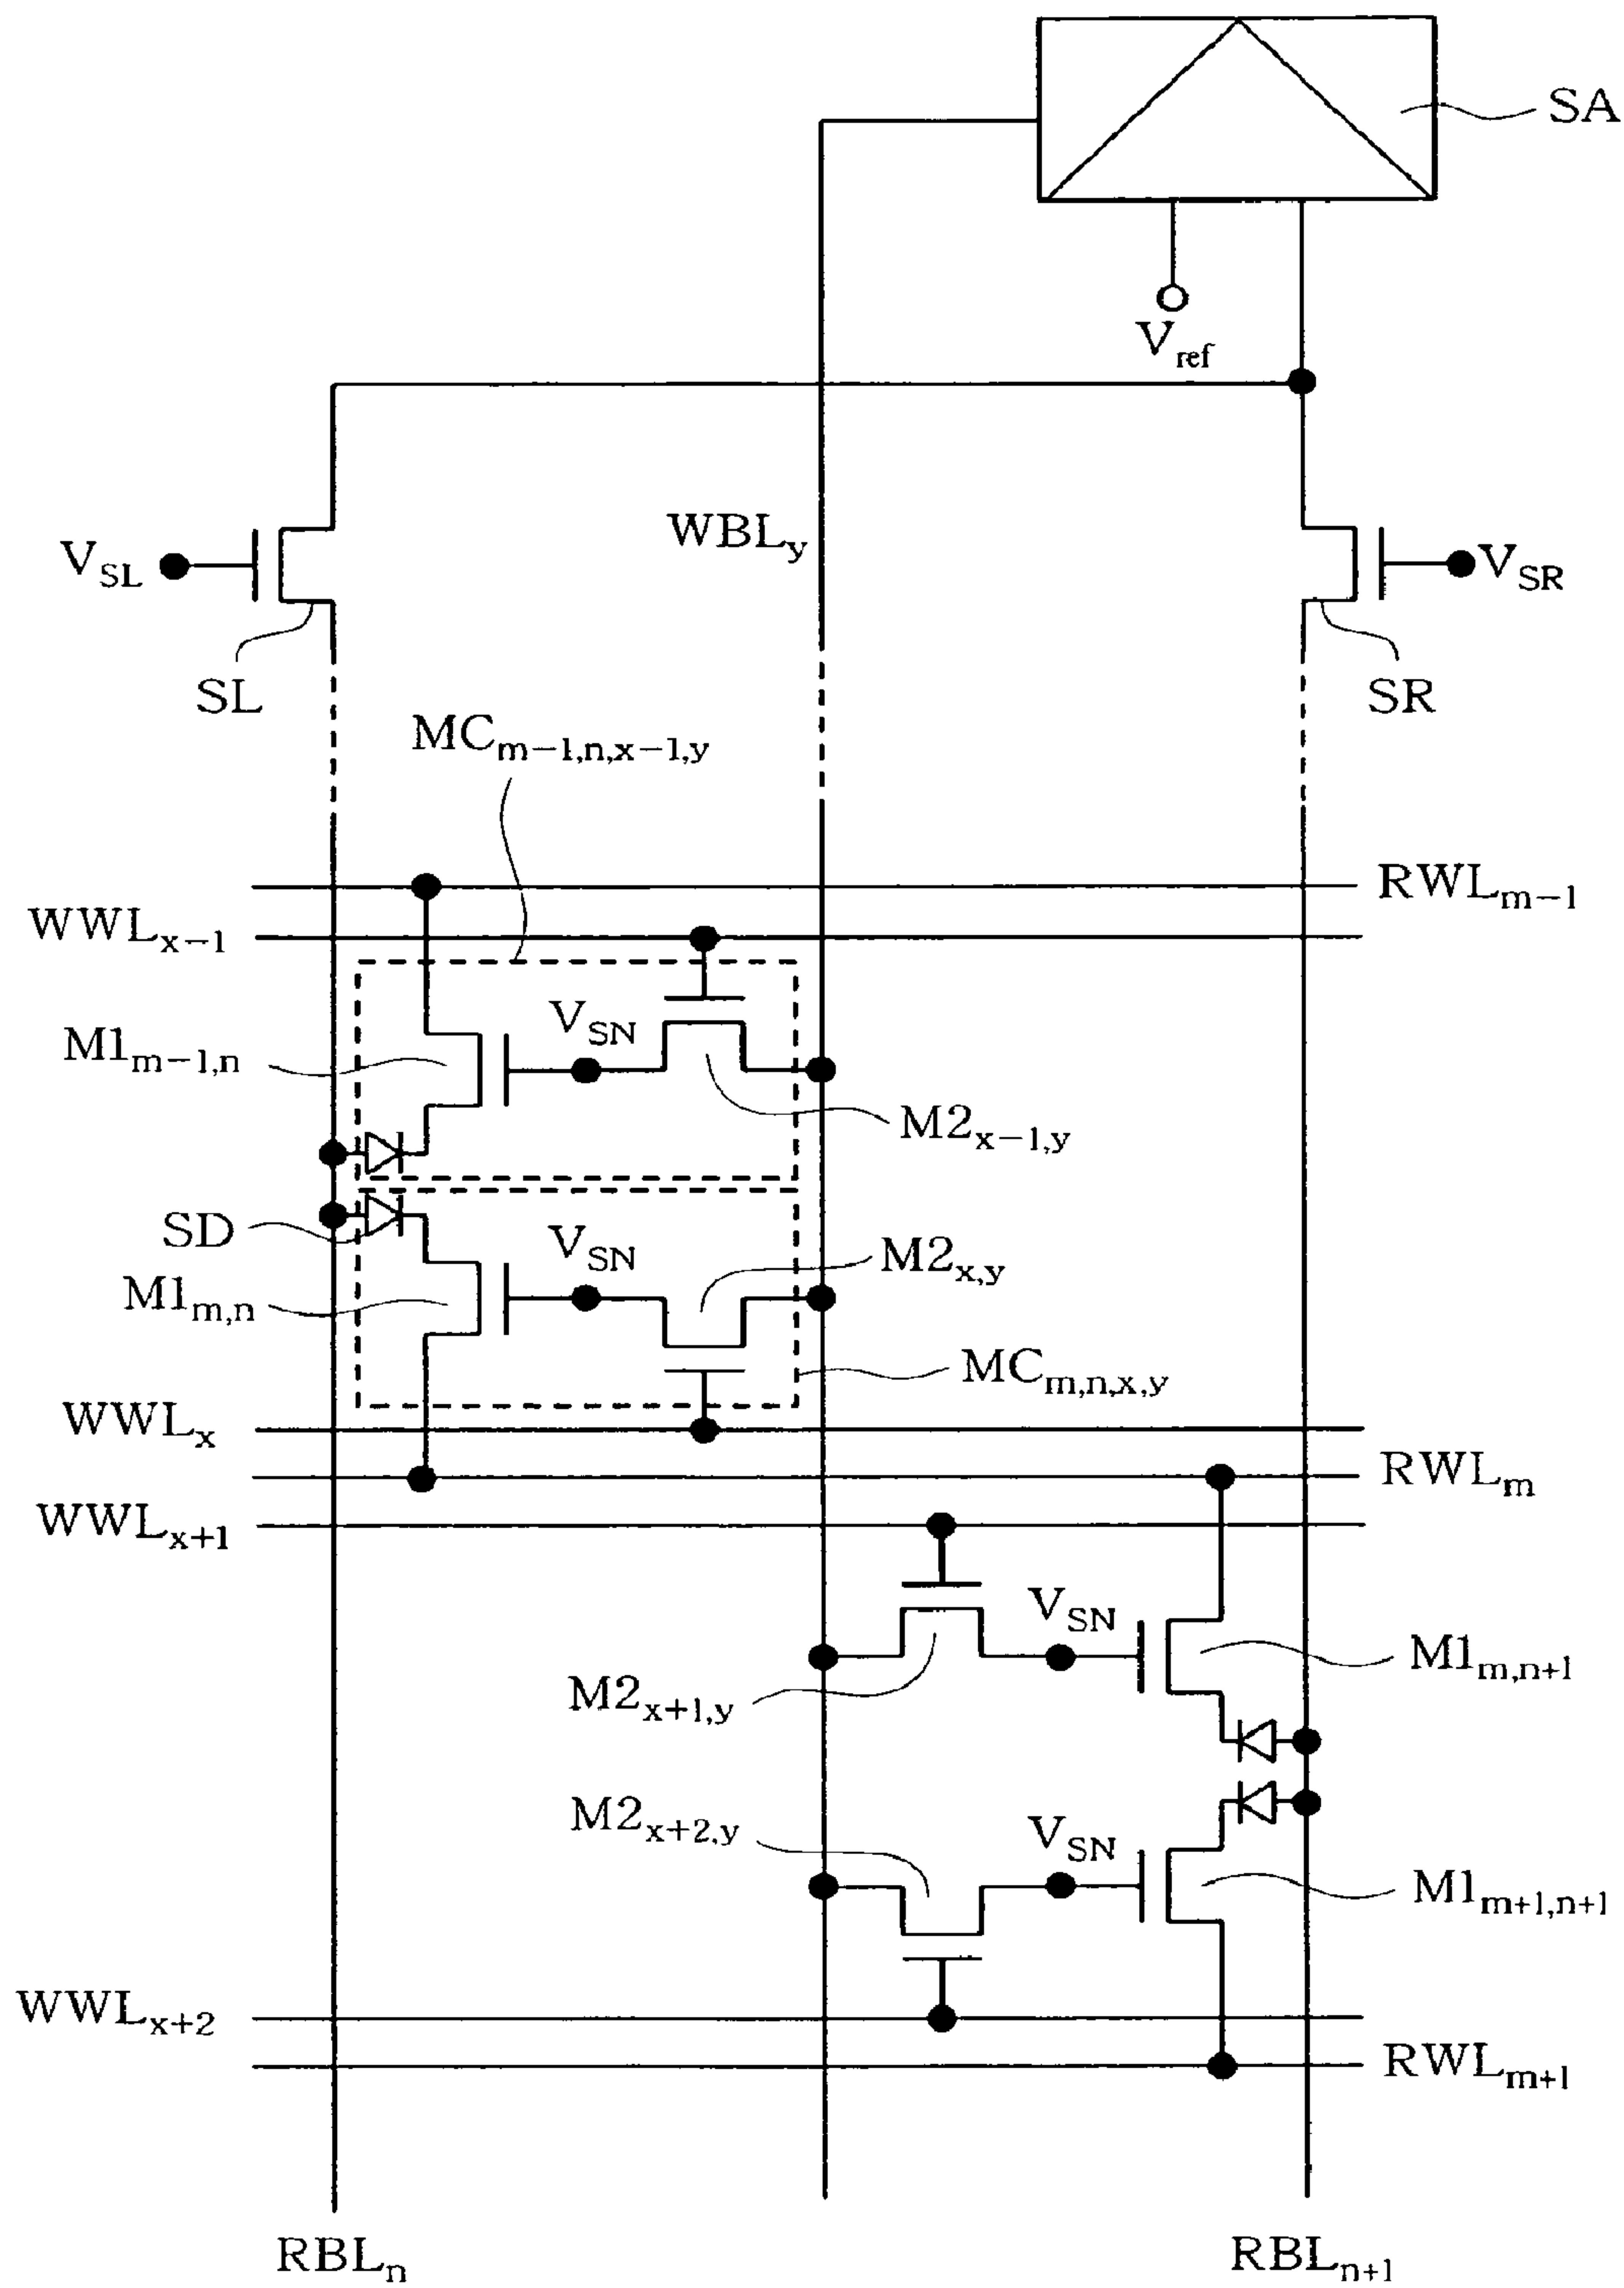 SA
V_ref
WBL_y
V_SL
V_SR
SL
SR
MC_m−1,n,x−1,y
RWL_m−1
WWL_x−1
V_SN
M1_m−1,n
M2_x−1,y
SD
V_SN
M2_x,y
M1_m,n
MC_m,n,x,y
WWL_x
RWL_m
WWL_x+1
V_SN
M1_m,n+1
M2_x+1,y
M2_x+2,y
V_SN
M1_m+1,n+1
WWL_x+2
RWL_m+1
RBL_n
RBL_n+1